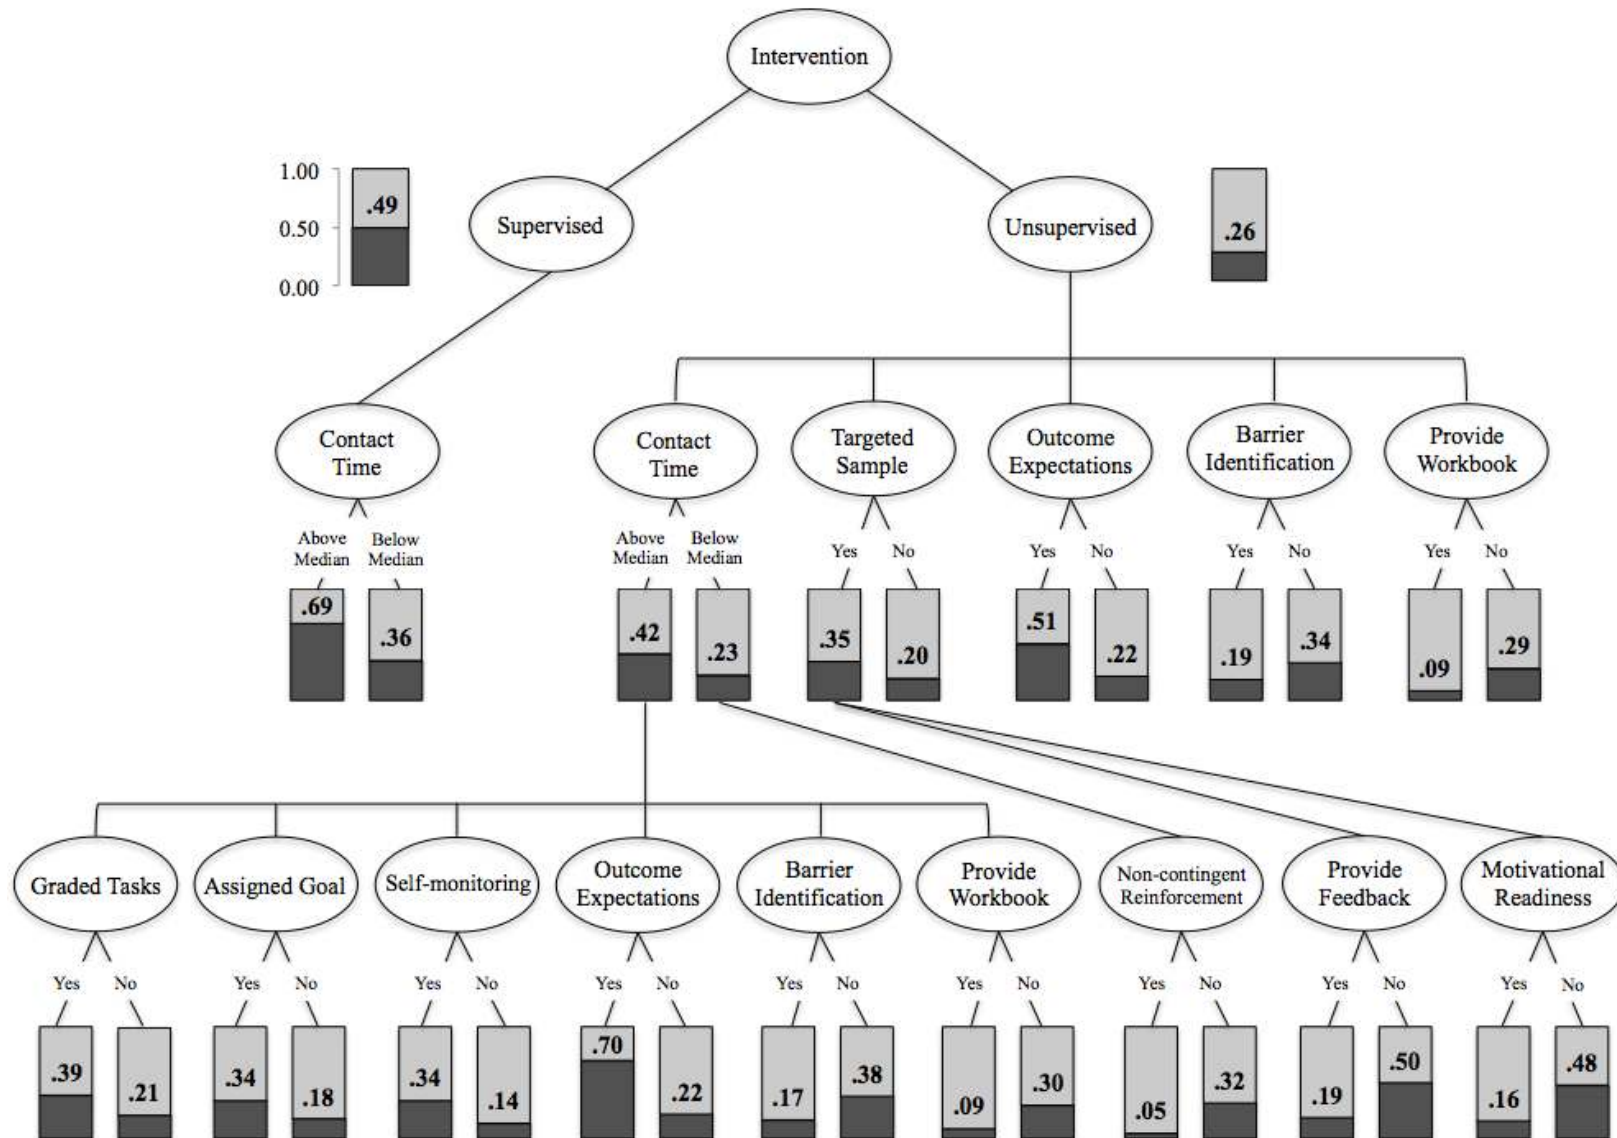 Intervention
1.00
.49
0.50
0.00
Supervised
Unsupervised
.26
Contact
Time
Contact
Time
Targeted
Sample
Outcome
Expectations
Barrier
Identification
Provide
Workbook
Above
Median
Below
Median
Above
Median
Below
Median
Yes
No
Yes
No
Yes
No
Yes
No
.69
.36
.42
.23
.35
.20
.51
.22
.19
.34
.09
.29
Graded Tasks
Assigned Goal
Self-monitoring
Outcome
Expectations
Barrier
Identification
Provide
Workbook
Non-contingent
Reinforcement
Provide
Feedback
Motivational
Readiness
Yes
No
Yes
No
Yes
No
Yes
No
Yes
No
Yes
No
Yes
No
Yes
No
Yes
No
.39
.21
.34
.18
.34
.14
.70
.22
.17
.38
.09
.30
.05
.32
.19
.50
.16
.48